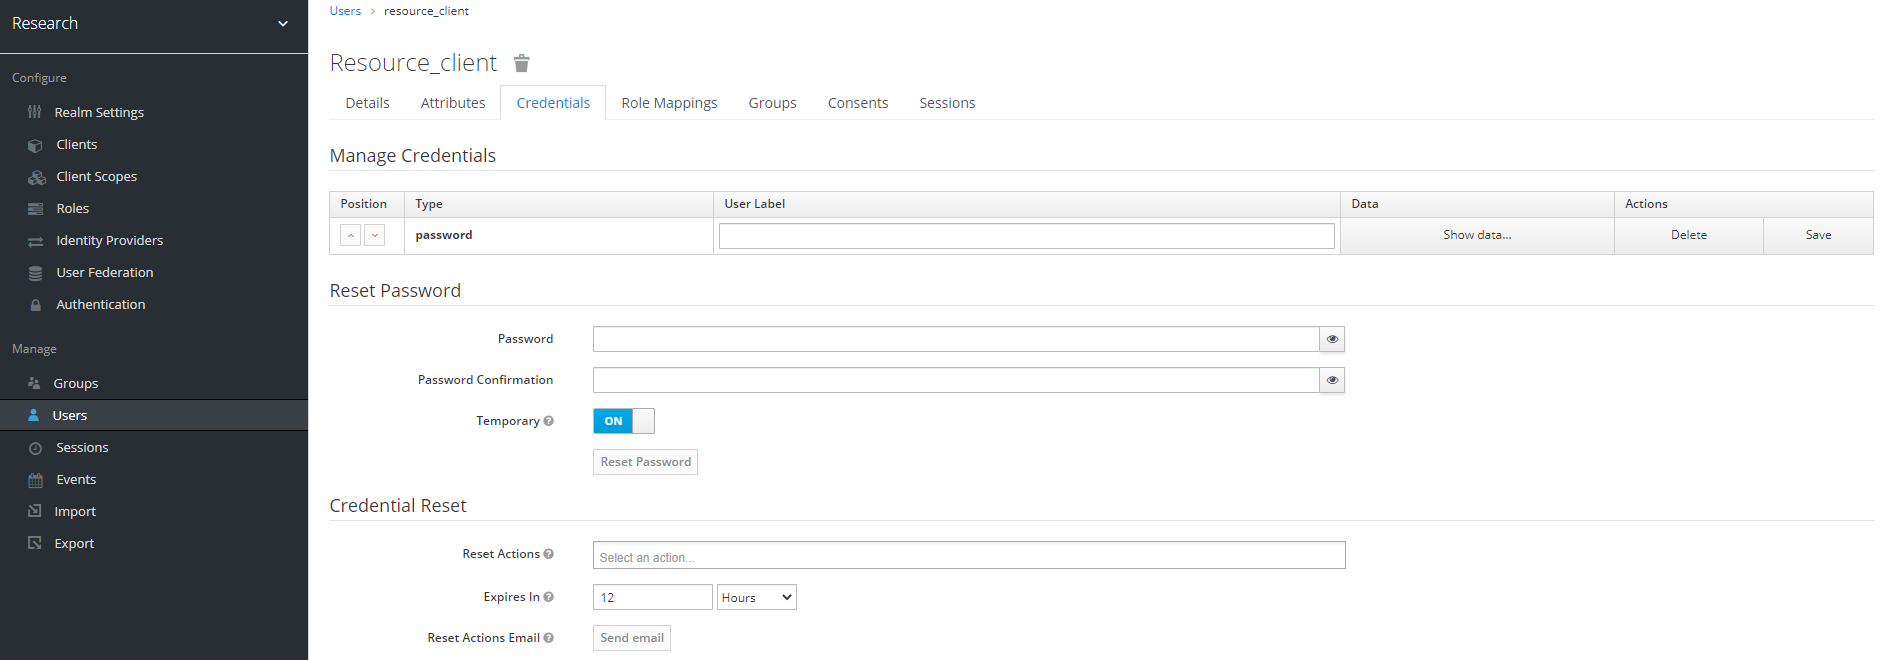 Research
Configure
Realm Settings
Clients
Client Scopes
Roles
Identity Providers
User Federation
Authentication
Manage
Groups
Users
Sessions
Events
Import
Export
Users > resource_client
Resource_client
Details Attributes Credentials Role Mappings Groups Consents Sessions
Manage Credentials
Position Type User Label Data Actions
password Show data... Delete Save
Reset Password
Password
Password Confirmation
Temporary ON
Reset Password
Credential Reset
Reset Actions Select an action...
Expires In 12 Hours
Reset Actions Email Send email